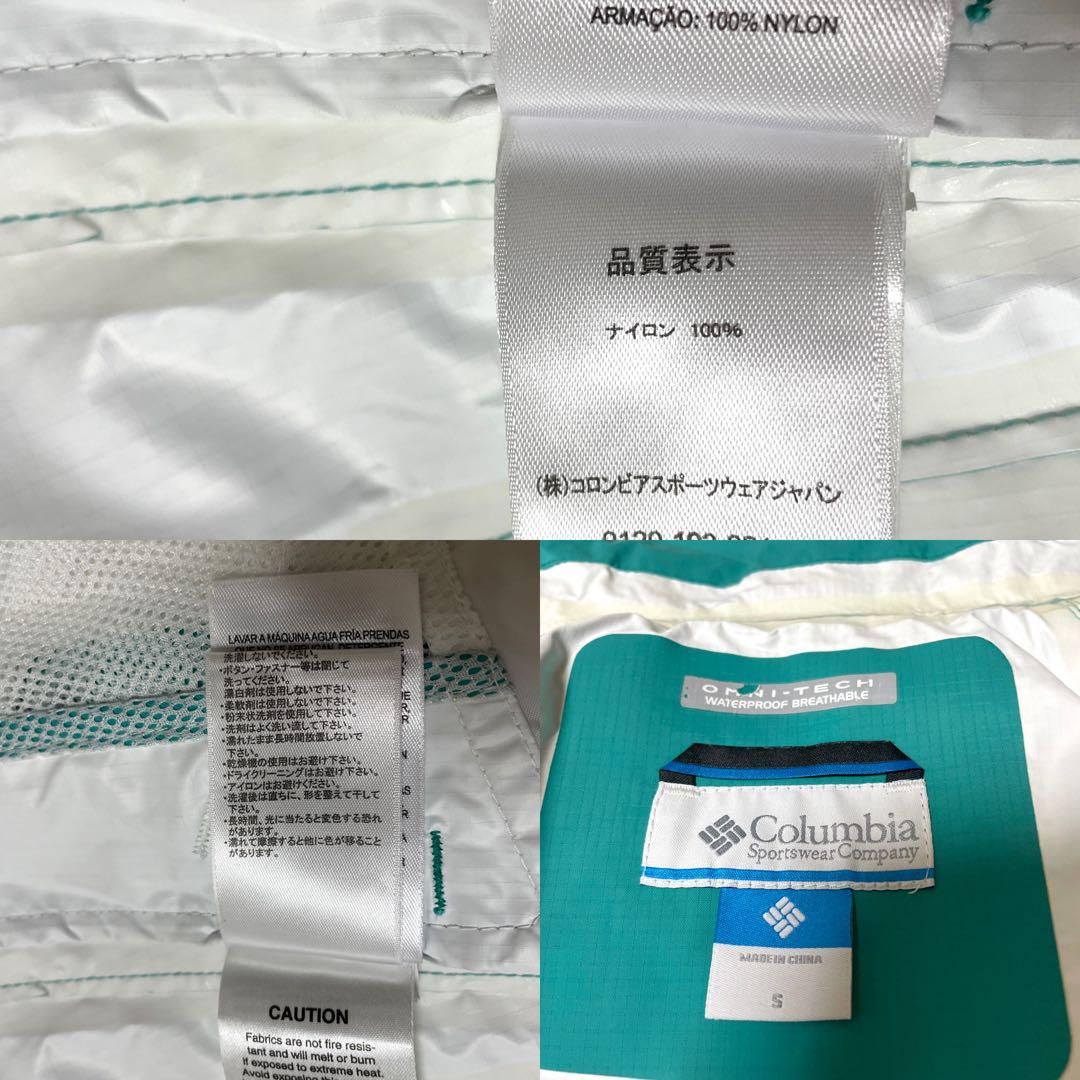 ARMAÇÃO: 100% NYLON
品質表示
ナイロン 100%
(株)コロンビアスポーツウェアジャパン
LAVAR A MÁQUINA AGUA FRÍA PRENDAS
QUE NO SE ARRUGAN. DETERGENTE
洗濯しないでください。
・ボタン・ファスナー等は閉じて
洗ってください。
・漂白剤は使用しないで下さい。
・柔軟剤は使用しないで下さい。
・粉末状洗剤を使用して下さい。
・洗剤はよく洗い流して下さい。
・濡れたまま長時間放置しないで
下さい。
・乾燥機の使用はお避け下さい。
・ドライクリーニングはお避け下さい。
・アイロンはお避けください。
・洗濯後は直ちに、形を整えて干して
下さい。
・長時間、光に当たると変色する恐れ
があります。
・濡れて摩擦すると他に色が移ること
があります。
CAUTION
Fabrics are not fire resis-
tant and will melt or burn
if exposed to extreme heat.
Avoid exposing this
OMNI-TECH
WATERPROOF BREATHABLE
Columbia
Sportswear Company
MADE IN CHINA
S